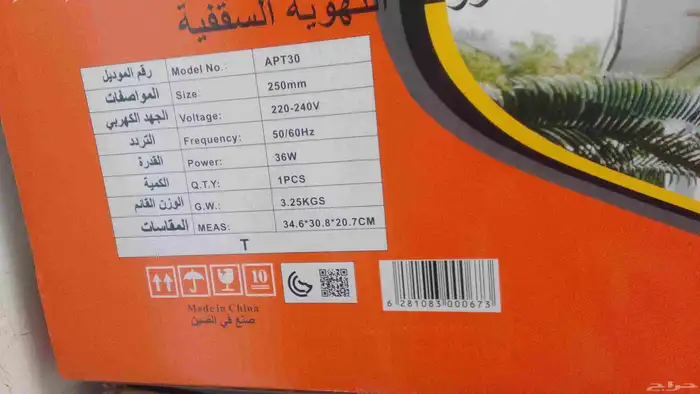 التهوية السقفية
رقم الموديل Model No.: APT30
المواصفات Size: 250mm
الجهد الكهربي Voltage: 220-240V
التردد Frequency: 50/60Hz
القدرة Power: 36W
الكمية Q.T.Y: 1PCS
الوزن القائم G.W.: 3.25KGS
المقاسات MEAS: 34.6*30.8*20.7CM
T
10
Made in China
صنع في الصين
6 281083 000673
حراج